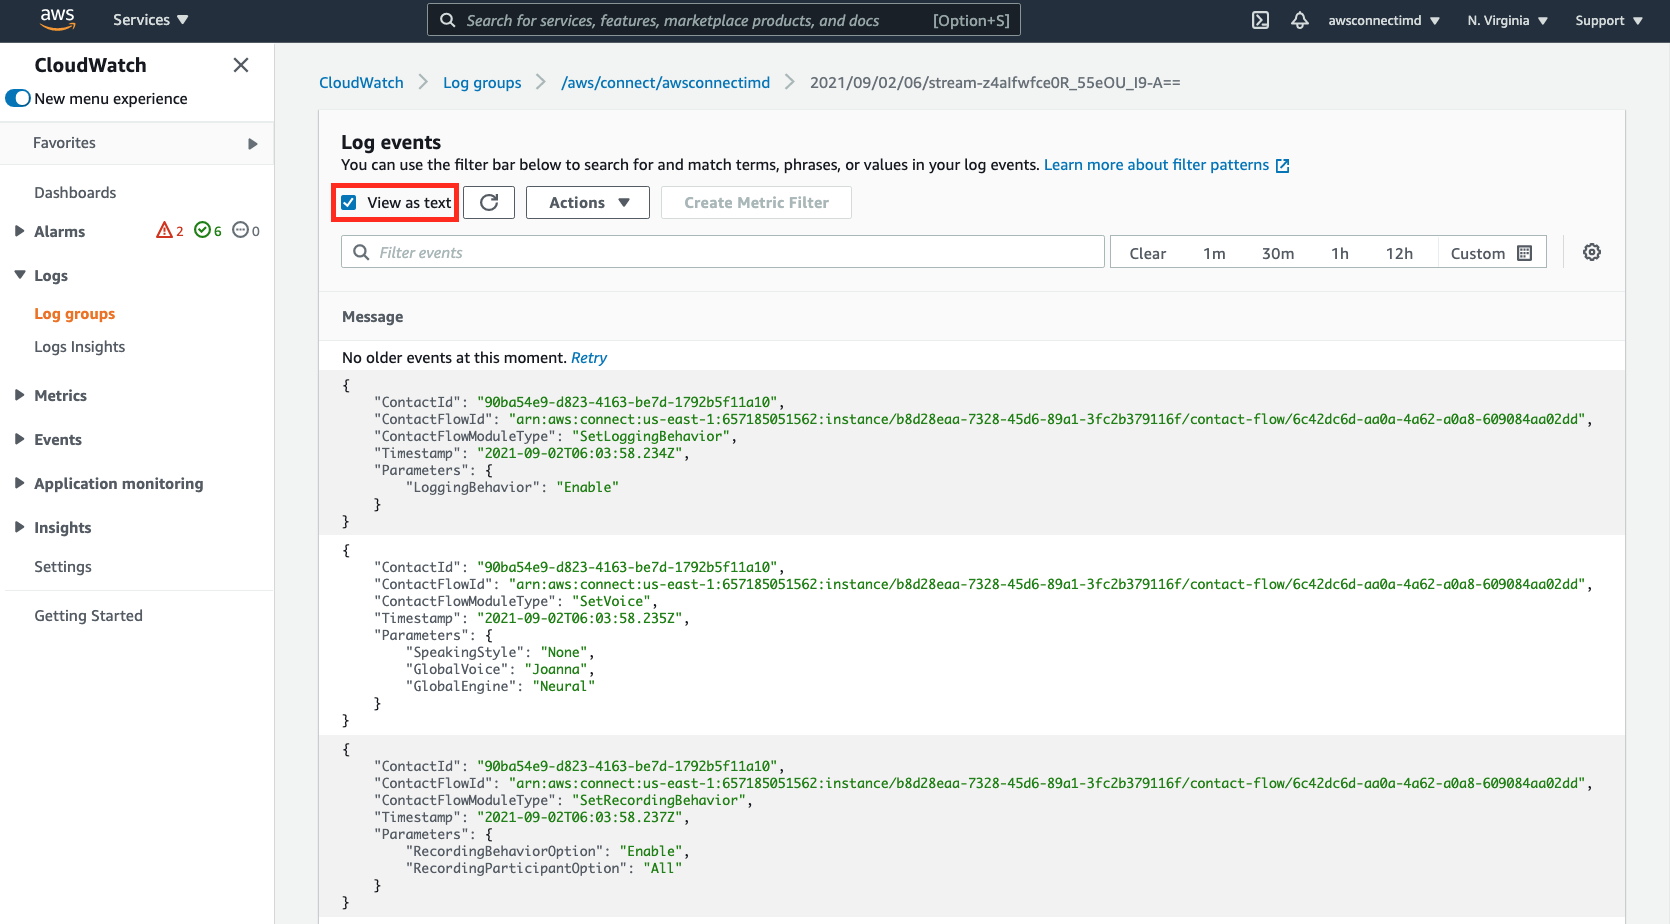 aws
Services
Search for services, features, marketplace products, and docs [Option+S]
awsconnectimd
N. Virginia
Support
CloudWatch
New menu experience
Favorites
Dashboards
Alarms 2 6 0
Logs
Log groups
Logs Insights
Metrics
Events
Application monitoring
Insights
Settings
Getting Started
CloudWatch Log groups /aws/connect/awsconnectimd 2021/09/02/06/stream-z4aIfwfce0R_55eOU_I9-A==
Log events
You can use the filter bar below to search for and match terms, phrases, or values in your log events. Learn more about filter patterns
View as text
Actions
Create Metric Filter
Filter events
Clear 1m 30m 1h 12h Custom
Message
No older events at this moment. Retry
{
"ContactId": "90ba54e9-d823-4163-be7d-1792b5f11a10",
"ContactFlowId": "arn:aws:connect:us-east-1:657185051562:instance/b8d28eaa-7328-45d6-89a1-3fc2b379116f/contact-flow/6c42dc6d-aa0a-4a62-a0a8-609084aa02dd",
"ContactFlowModuleType": "SetLoggingBehavior",
"Timestamp": "2021-09-02T06:03:58.234Z",
"Parameters": {
"LoggingBehavior": "Enable"
}
}
{
"ContactId": "90ba54e9-d823-4163-be7d-1792b5f11a10",
"ContactFlowId": "arn:aws:connect:us-east-1:657185051562:instance/b8d28eaa-7328-45d6-89a1-3fc2b379116f/contact-flow/6c42dc6d-aa0a-4a62-a0a8-609084aa02dd",
"ContactFlowModuleType": "SetVoice",
"Timestamp": "2021-09-02T06:03:58.235Z",
"Parameters": {
"SpeakingStyle": "None",
"GlobalVoice": "Joanna",
"GlobalEngine": "Neural"
}
}
{
"ContactId": "90ba54e9-d823-4163-be7d-1792b5f11a10",
"ContactFlowId": "arn:aws:connect:us-east-1:657185051562:instance/b8d28eaa-7328-45d6-89a1-3fc2b379116f/contact-flow/6c42dc6d-aa0a-4a62-a0a8-609084aa02dd",
"ContactFlowModuleType": "SetRecordingBehavior",
"Timestamp": "2021-09-02T06:03:58.237Z",
"Parameters": {
"RecordingBehaviorOption": "Enable",
"RecordingParticipantOption": "All"
}
}